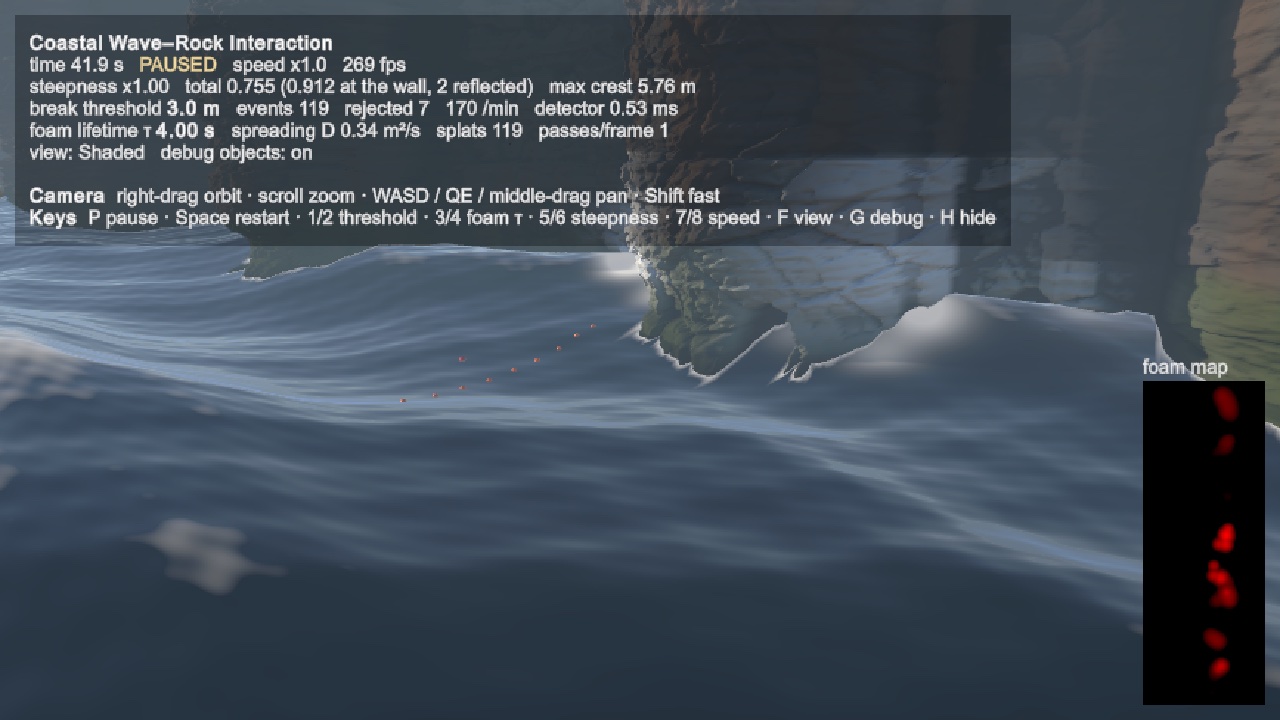 Coastal Wave–Rock Interaction
time 41.9 s PAUSED speed x1.0 269 fps
steepness x1.00 total 0.755 (0.912 at the wall, 2 reflected) max crest 5.76 m
break threshold 3.0 m events 119 rejected 7 170 /min detector 0.53 ms
foam lifetime τ 4.00 s spreading D 0.34 m²/s splats 119 passes/frame 1
view: Shaded debug objects: on
Camera right-drag orbit · scroll zoom · WASD / QE / middle-drag pan · Shift fast
Keys P pause · Space restart · 1/2 threshold · 3/4 foam τ · 5/6 steepness · 7/8 speed · F view · G debug · H hide
foam map